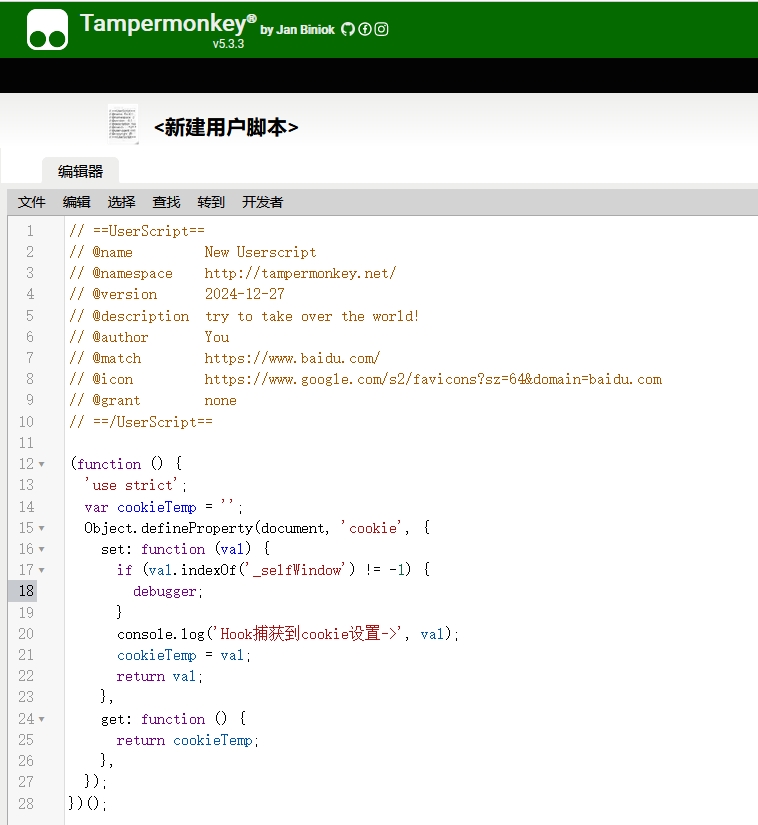 Tampermonkey® by Jan Biniok
v5.3.3
<新建用户脚本>
编辑器
文件 编辑 选择 查找 转到 开发者
1 // ==UserScript==
2 // @name         New Userscript
3 // @namespace    http://tampermonkey.net/
4 // @version      2024-12-27
5 // @description  try to take over the world!
6 // @author       You
7 // @match        https://www.baidu.com/
8 // @icon         https://www.google.com/s2/favicons?sz=64&domain=baidu.com
9 // @grant        none
10 // ==/UserScript==
11
12 (function () {
13   'use strict';
14   var cookieTemp = '';
15   Object.defineProperty(document, 'cookie', {
16     set: function (val) {
17       if (val.indexOf('_selfWindow') != -1) {
18         debugger;
19       }
20       console.log('Hook捕获到cookie设置->', val);
21       cookieTemp = val;
22       return val;
23     },
24     get: function () {
25       return cookieTemp;
26     },
27   });
28 })();